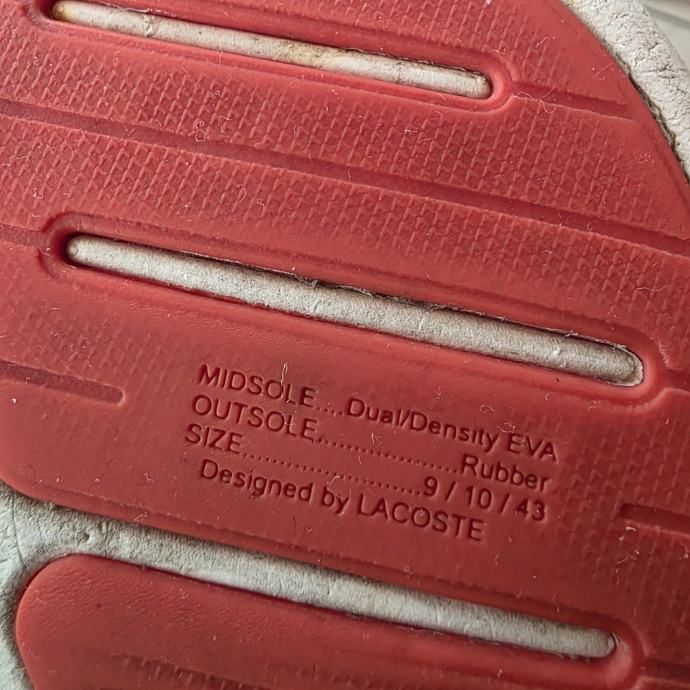 MIDSOLE....Dual/Density EVA
OUTSOLE......................Rubber
SIZE............................9 / 10 / 43
Designed by LACOSTE